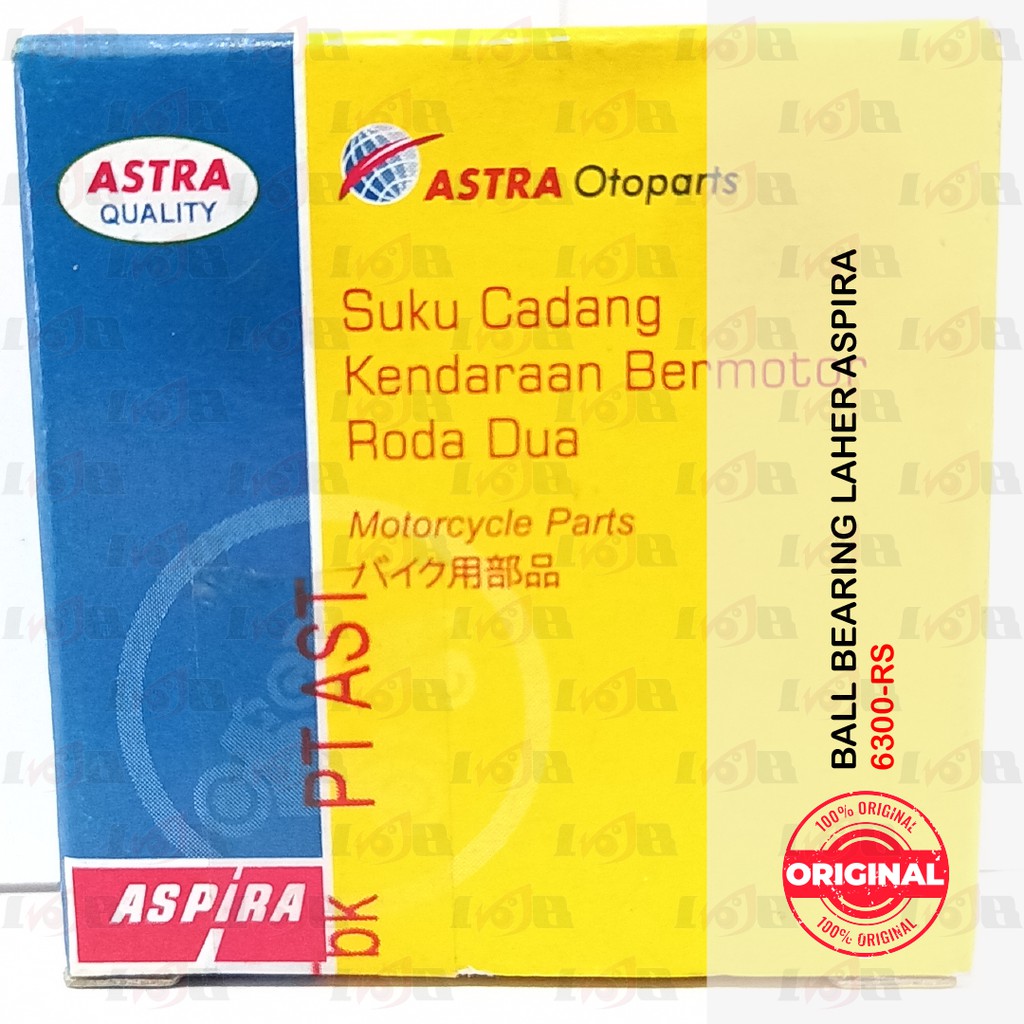 ASTRA
QUALITY
ASTRA Otoparts
Suku Cadang
Kendaraan Bermotor
Roda Dua
Motorcycle Parts
バイク用部品
PT AST
bk
ASPIRA
BALL BEARING LAHER ASPIRA
6300-RS
100% ORIGINAL
ORIGINAL
100% ORIGINAL